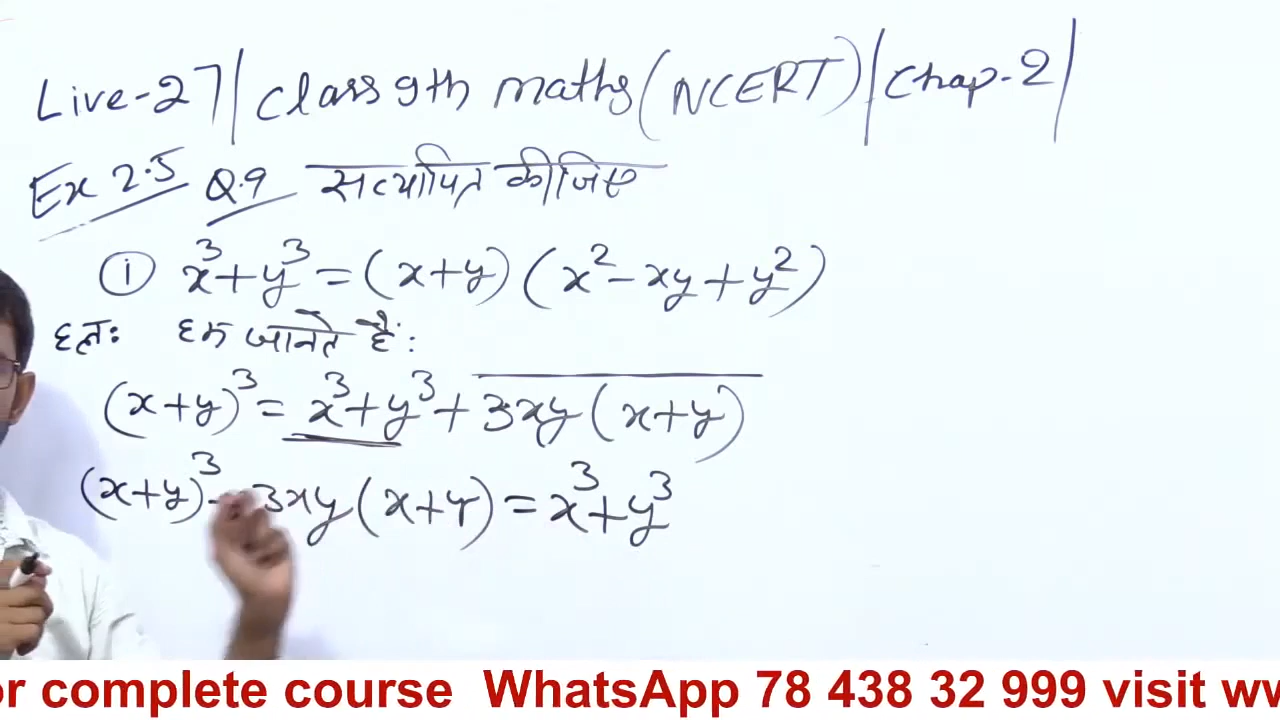 Live-27 | Class 9th maths (NCERT) | Chap-2 |
Ex 2.5 Q.9 सत्यापित कीजिए
(i) x³+y³ = (x+y) (x²-xy+y²)
हलः हम जानते हैः
(x+y)³ = x³+y³+3xy(x+y)
(x+y)³-3xy(x+y) = x³+y³
or complete course WhatsApp 78 438 32 999 visit